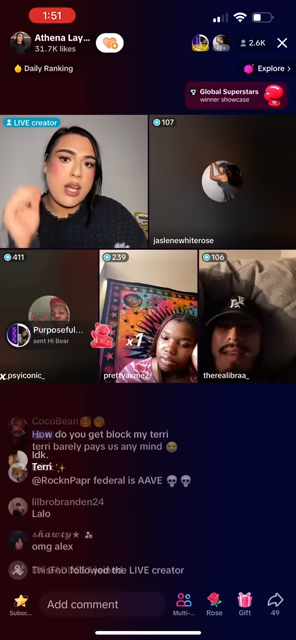 1:51
Athena Lay...
31.7K likes
2.6K
Daily Ranking
Explore >
Global Superstars
winner showcase
LIVE creator
107
jaslenewhiterose
411
239
106
Purposeful...
sent Hi Bear
x1
psyiconic_
prettyaxme2
therealibraa_
CocoBean
How do you get block my terri
terri barely pays us any mind 😭
Idk.
@RocknPapr federal is AAVE 💀💀
lilbrobranden24
Lalo
shawty★
omg alex
followed the LIVE creator
Subsc...
Add comment
Multi-...
Rose
Gift
49